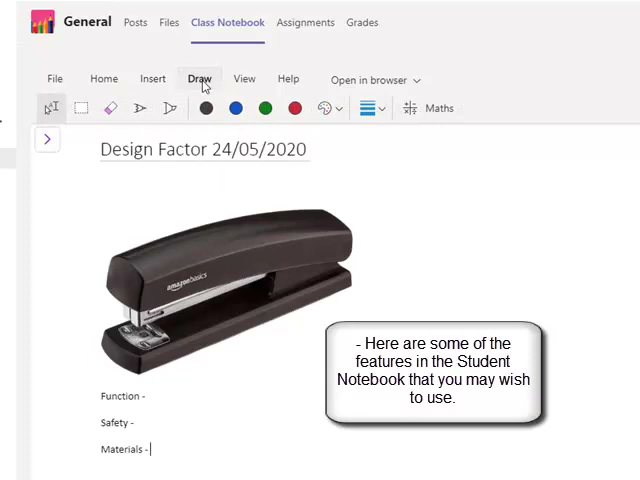 General Posts Files Class Notebook Assignments Grades
File Home Insert Draw View Help Open in browser
Maths
Design Factor 24/05/2020
amazonbasics
Function -
Safety -
Materials -
- Here are some of the
features in the Student
Notebook that you may wish
to use.